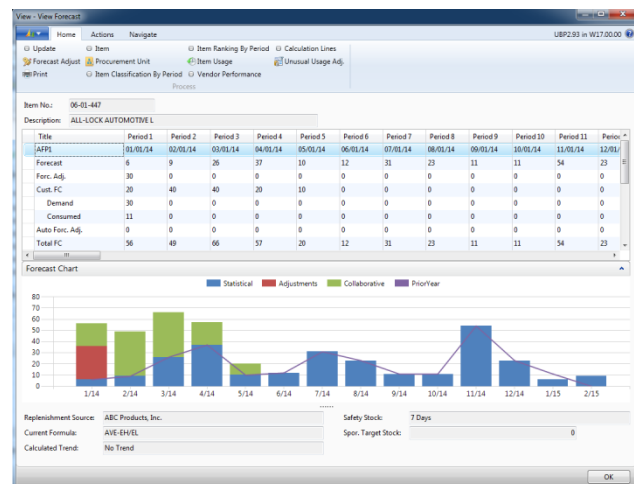 View - View Forecast
Home Actions Navigate UBP2.93 in W17.00.00
Update Item Item Ranking By Period Calculation Lines
Forecast Adjust Procurement Unit Item Usage Unusual Usage Adj.
Print Item Classification By Period Vendor Performance
Process
Item No.: 06-01-447
Description: ALL-LOCK AUTOMOTIVE L
Title Period 1 Period 2 Period 3 Period 4 Period 5 Period 6 Period 7 Period 8 Period 9 Period 10 Period 11 Period
AFP1 01/01/14 02/01/14 03/01/14 04/01/14 05/01/14 06/01/14 07/01/14 08/01/14 09/01/14 10/01/14 11/01/14 12/01/
Forecast 6 9 26 37 10 12 31 23 11 11 54 23
Forc. Adj. 30 0 0 0 0 0 0 0 0 0 0 0
Cust. FC 20 40 40 20 10 0 0 0 0 0 0 0
Demand 30 0 0 0 0 0 0 0 0 0 0 0
Consumed 11 0 0 0 0 0 0 0 0 0 0 0
Auto Forc. Adj. 0 0 0 0 0 0 0 0 0 0 0 0
Total FC 56 49 66 57 20 12 31 23 11 11 54 23
Forecast Chart
Statistical Adjustments Collaborative PriorYear
80
70
60
50
40
30
20
10
0
1/14 2/14 3/14 4/14 5/14 6/14 7/14 8/14 9/14 10/14 11/14 12/14 1/15 2/15
Replenishment Source: ABC Products, Inc. Safety Stock: 7 Days
Current Formula: AVE-EH/EL Spor. Target Stock: 0
Calculated Trend: No Trend
OK